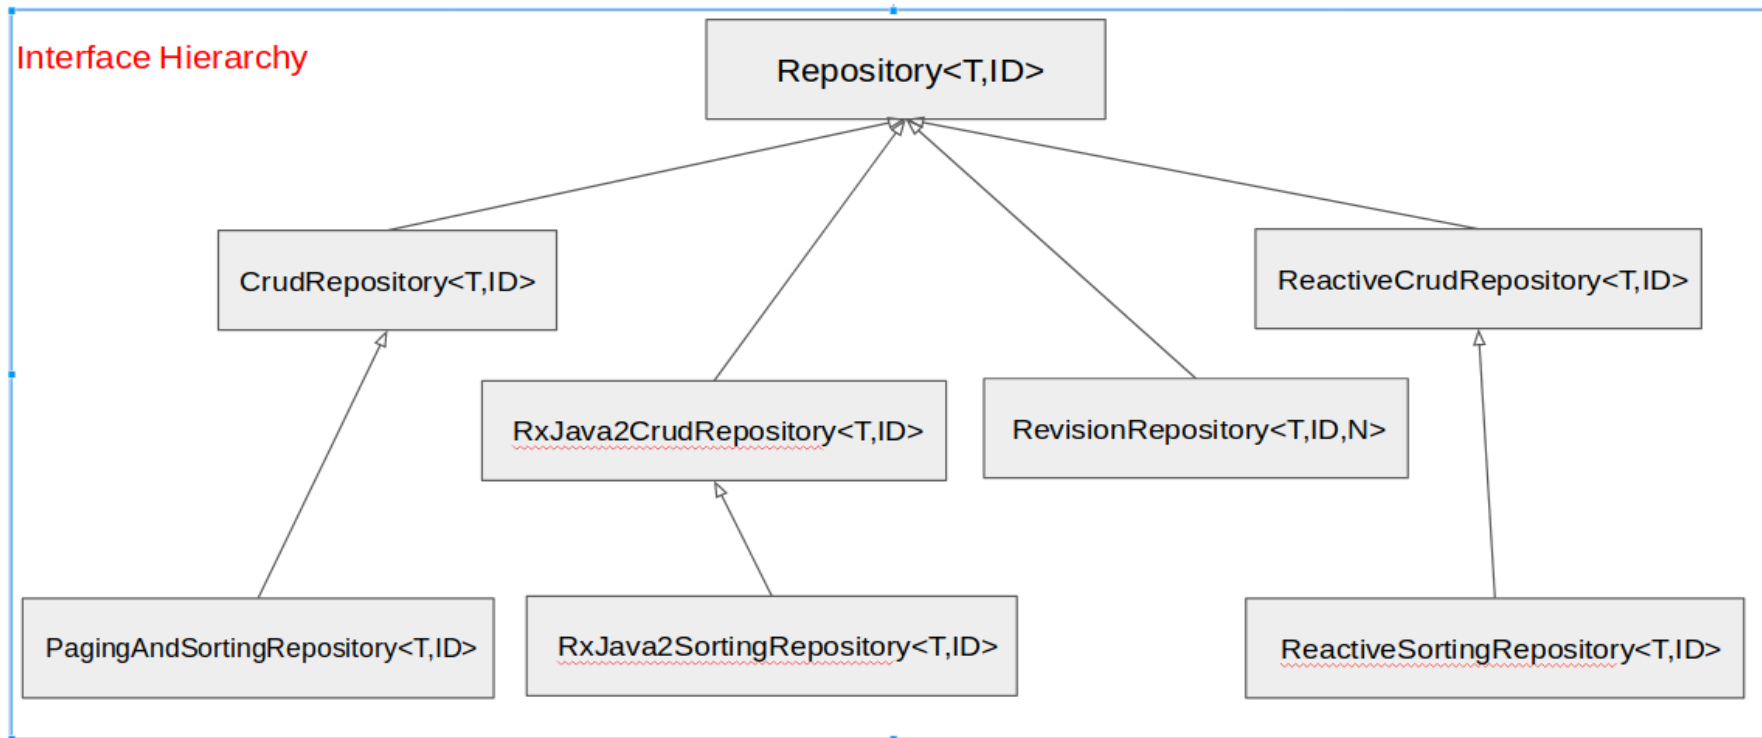 Interface Hierarchy
Repository<T,ID>
CrudRepository<T,ID>
ReactiveCrudRepository<T,ID>
RxJava2CrudRepository<T,ID>
RevisionRepository<T,ID,N>
PagingAndSortingRepository<T,ID>
RxJava2SortingRepository<T,ID>
ReactiveSortingRepository<T,ID>